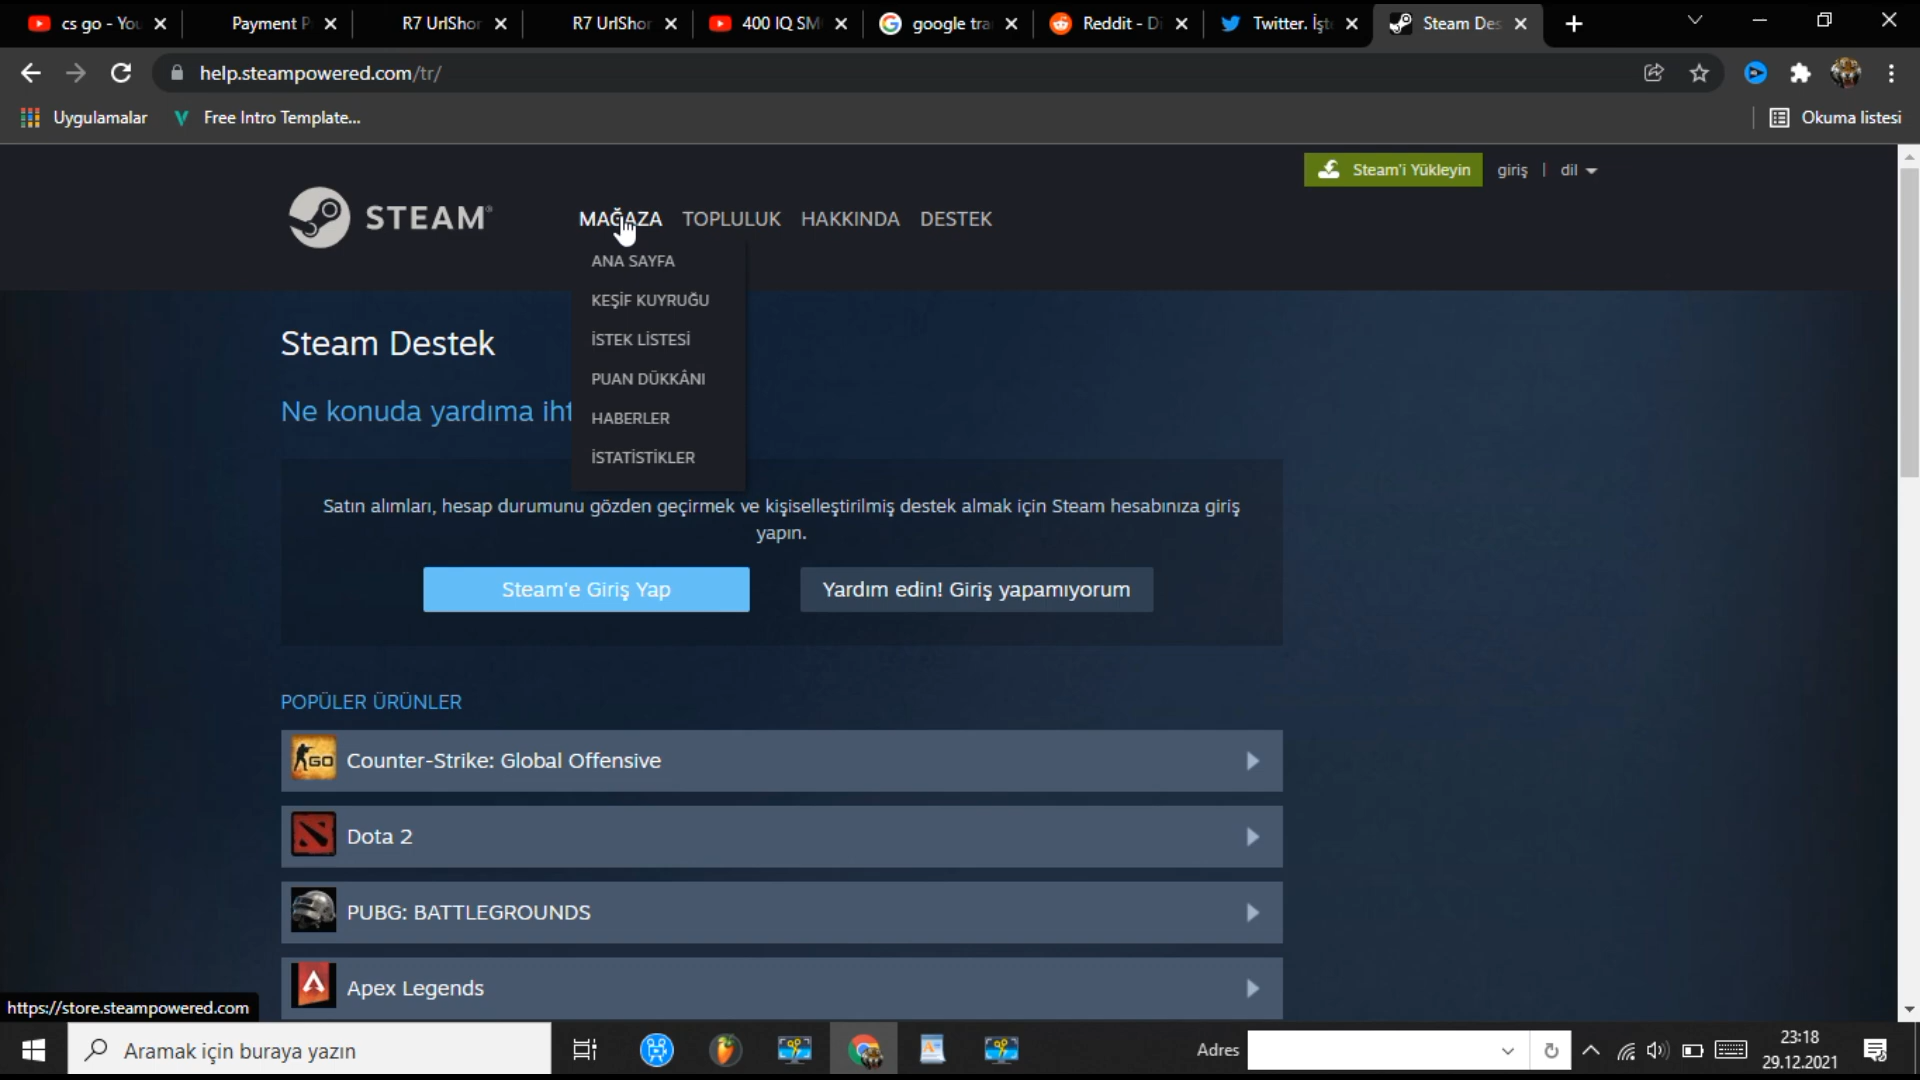 cs go - You
Payment P
R7 UrlShor
R7 UrlShor
400 IQ SM
google tra
Reddit - Di
Twitter. İşte
Steam Des
help.steampowered.com/tr/
Uygulamalar
Free Intro Template...
Okuma listesi
Steam'i Yükleyin
giriş | dil
STEAM®
MAĞAZA TOPLULUK HAKKINDA DESTEK
ANA SAYFA
KEŞİF KUYRUĞU
İSTEK LİSTESİ
PUAN DÜKKÂNI
HABERLER
İSTATİSTİKLER
Steam Destek
Ne konuda yardıma iht
Satın alımları, hesap durumunu gözden geçirmek ve kişiselleştirilmiş destek almak için Steam hesabınıza giriş
yapın.
Steam'e Giriş Yap
Yardım edin! Giriş yapamıyorum
POPÜLER ÜRÜNLER
GO
Counter-Strike: Global Offensive
Dota 2
PUBG: BATTLEGROUNDS
Apex Legends
https://store.steampowered.com
Aramak için buraya yazın
Adres
23:18
29.12.2021